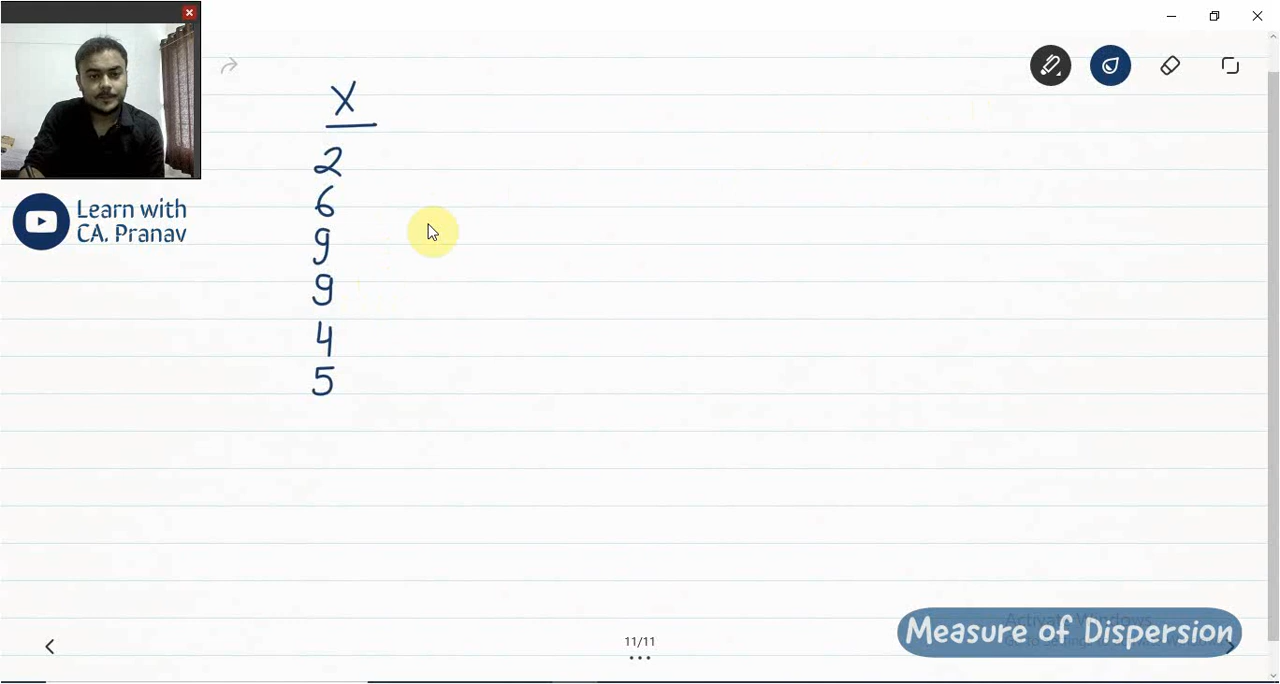 X
2
6
9
9
4
5
Learn with
CA. Pranav
11/11
Measure of Dispersion